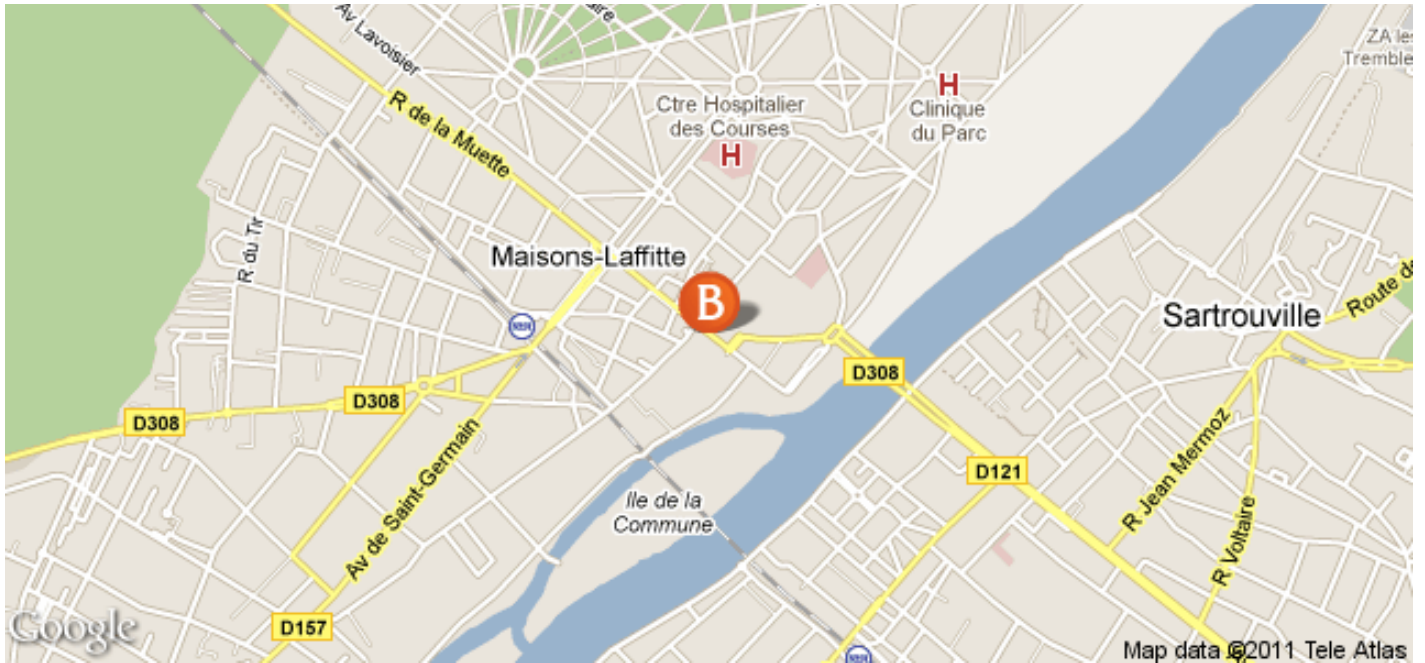 Av Lavoisier
aire
ZA les
Tremble
R de la Muette
Ctre Hospitalier
des Courses
H
H
Clinique
du Parc
R du Tir
Maisons-Laffitte
B
Sartrouville
Route de
D308
D308
D308
Av de Saint-Germain
Ile de la
Commune
D121
R Jean Mermoz
R Voltaire
D157
Google
Map data ©2011 Tele Atlas